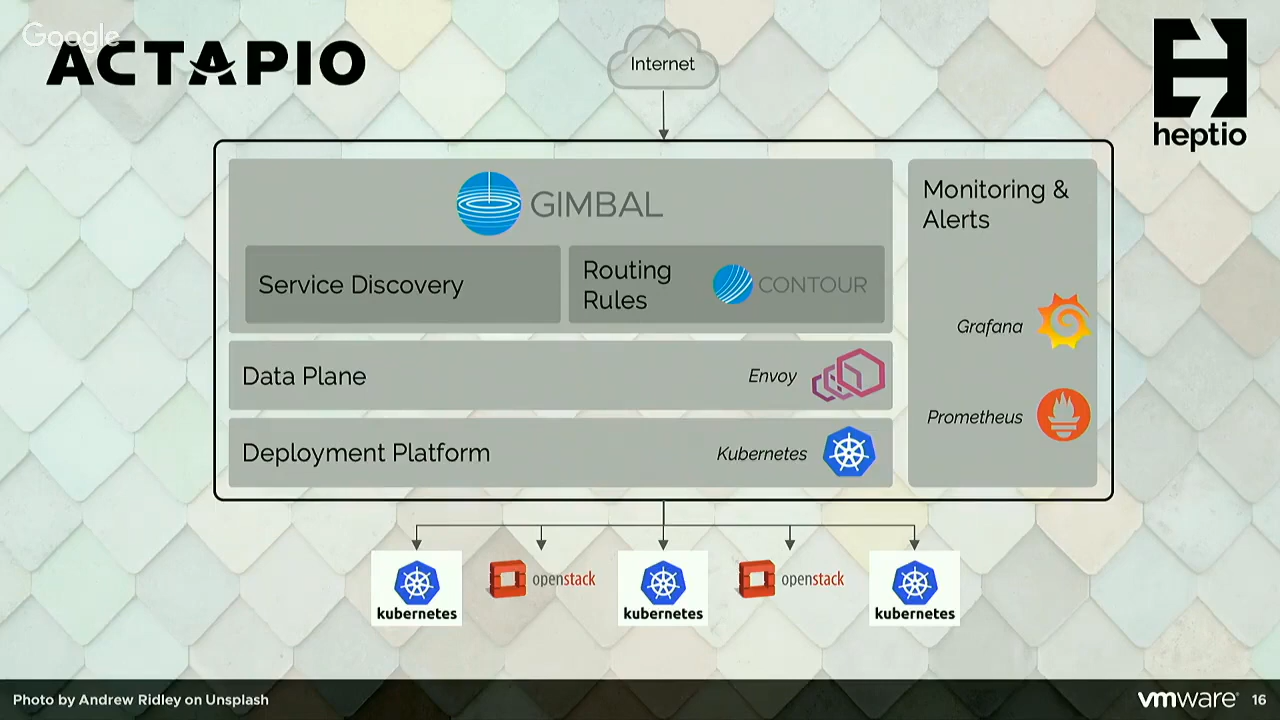 Google
ACTAPIO
Internet
heptio
GIMBAL
Monitoring &
Alerts
Service Discovery
Routing
Rules
CONTOUR
Grafana
Data Plane
Envoy
Prometheus
Deployment Platform
Kubernetes
kubernetes
openstack
kubernetes
openstack
kubernetes
Photo by Andrew Ridley on Unsplash
vmware
16